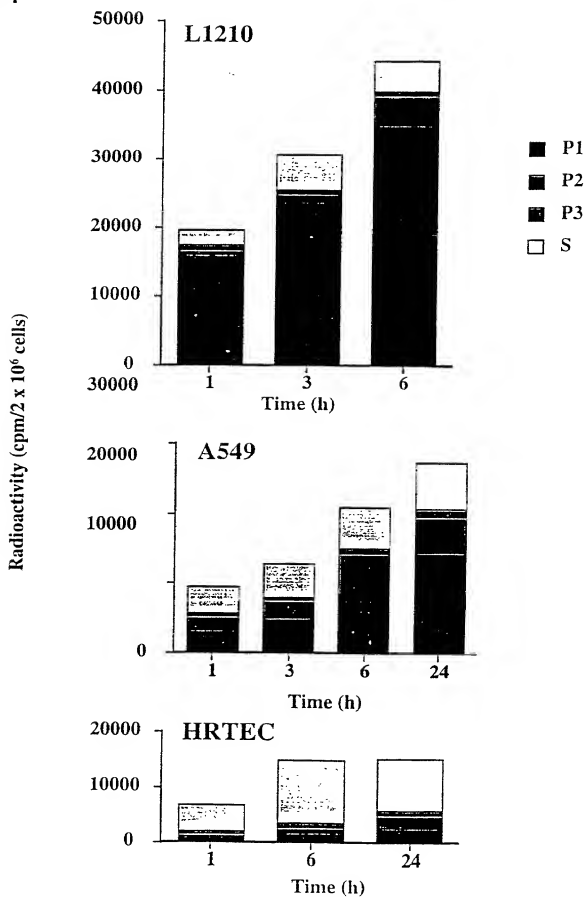 50000
L1210
40000
30000
20000
10000
0
1 3 6
Time (h)
P1
P2
P3
S
Radioactivity (cpm/2 x 10⁶ cells)
30000
A549
20000
10000
0
1 3 6 24
Time (h)
HRTEC
20000
10000
0
1 6 24
Time (h)